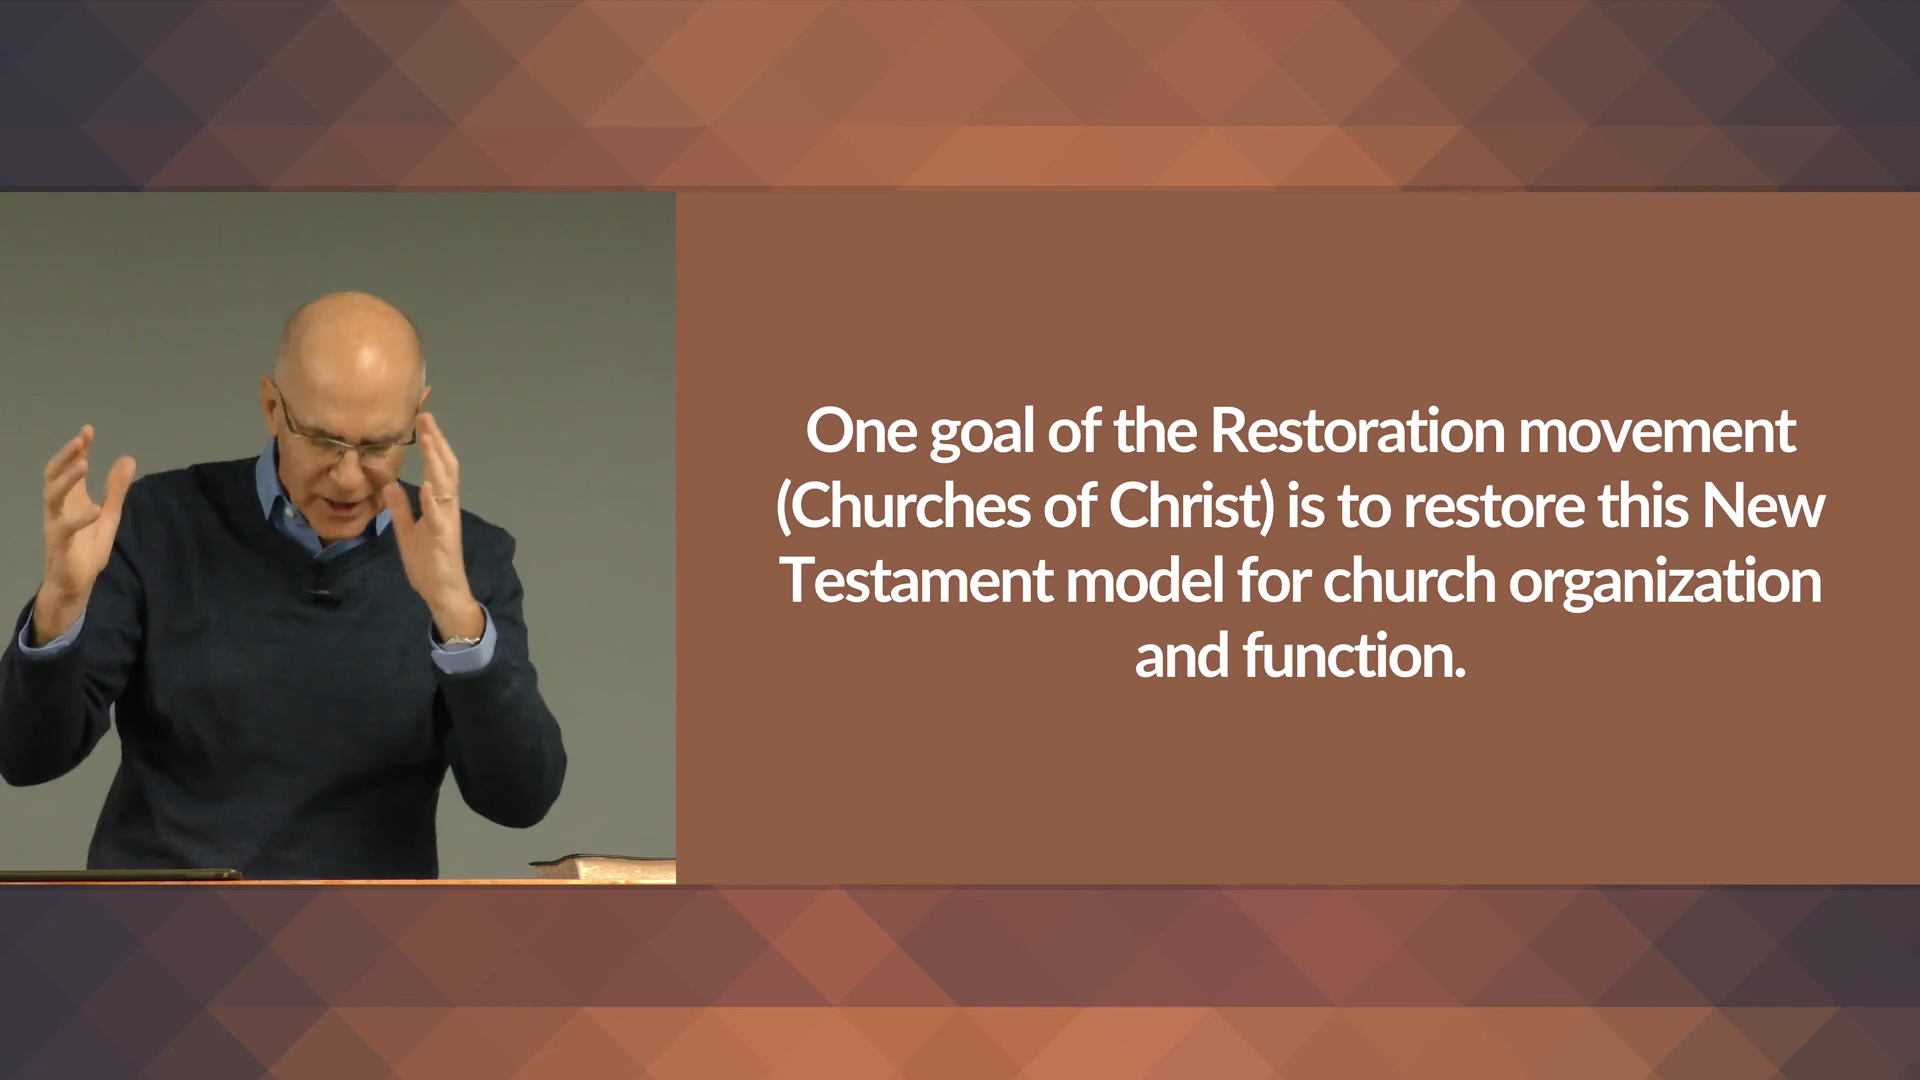 One goal of the Restoration movement
(Churches of Christ) is to restore this New
Testament model for church organization
and function.